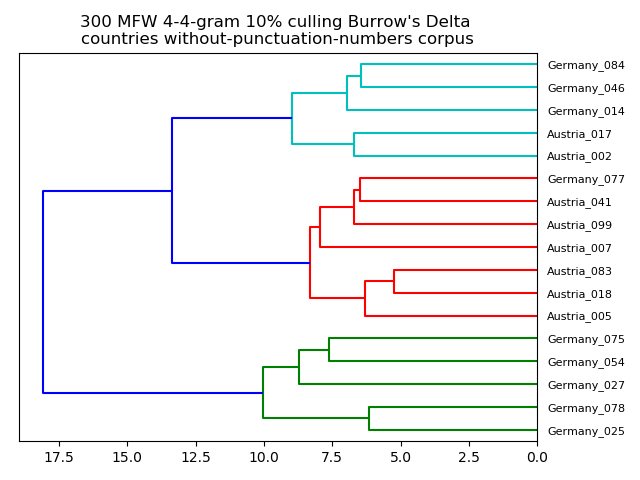 300 MFW 4-4-gram 10% culling Burrow's Delta
countries without-punctuation-numbers corpus
Germany_084
Germany_046
Germany_014
Austria_017
Austria_002
Germany_077
Austria_041
Austria_099
Austria_007
Austria_083
Austria_018
Austria_005
Germany_075
Germany_054
Germany_027
Germany_078
Germany_025
17.5 15.0 12.5 10.0 7.5 5.0 2.5 0.0